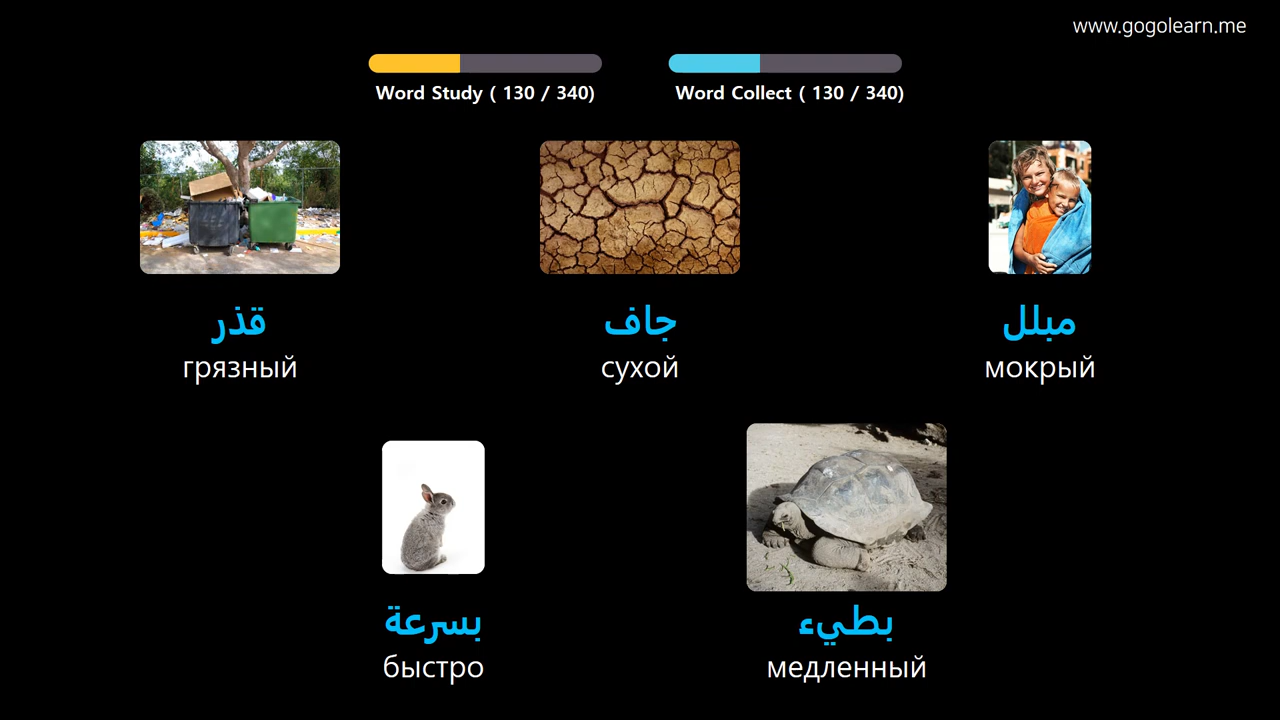 www.gogolearn.me
Word Study ( 130 / 340)
Word Collect ( 130 / 340)
قذر
грязный
جاف
сухой
مبلل
мокрый
بسرعة
быстро
بطيء
медленный